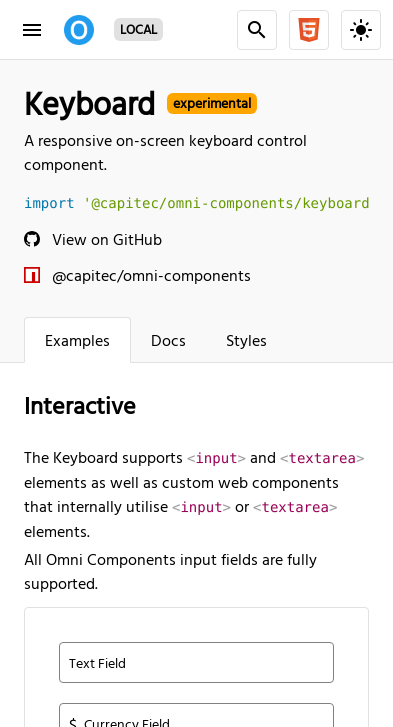 LOCAL
Keyboard experimental
A responsive on-screen keyboard control
component.
import '@capitec/omni-components/keyboard
View on GitHub
@capitec/omni-components
Examples Docs Styles
Interactive
The Keyboard supports <input> and <textarea>
elements as well as custom web components
that internally utilise <input> or <textarea>
elements.
All Omni Components input fields are fully
supported.
Text Field
$ Currency Field